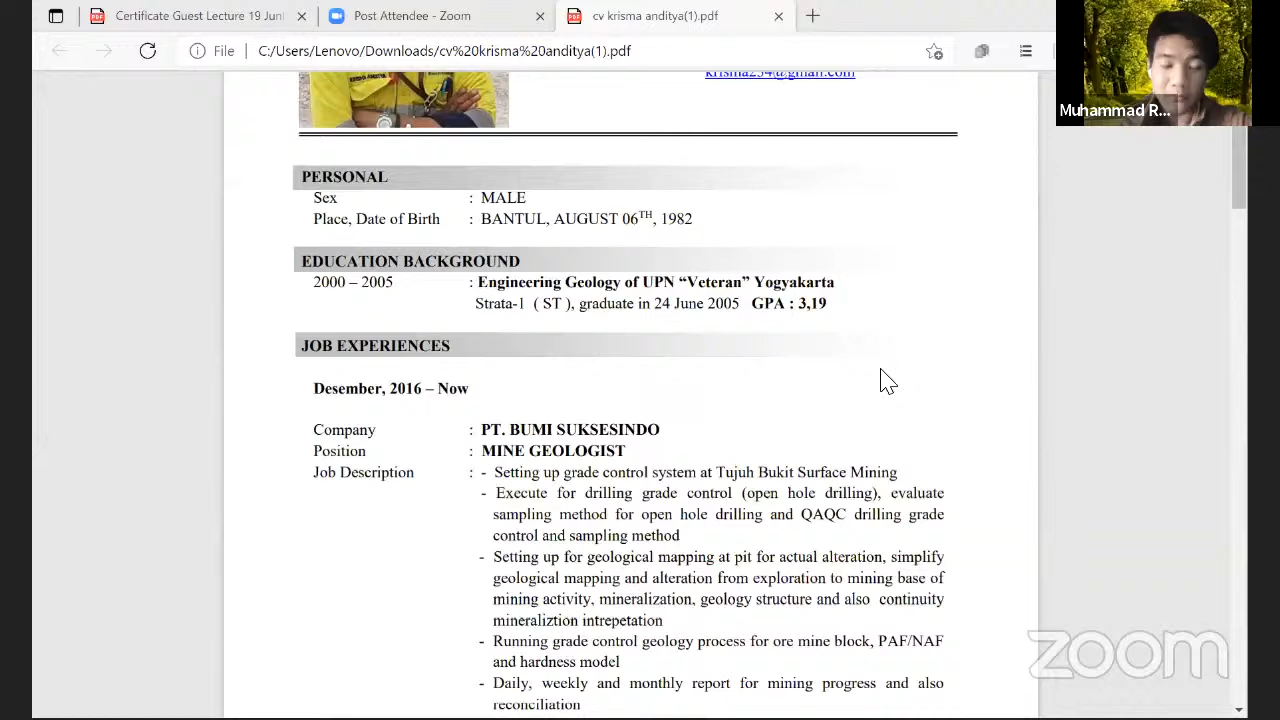 Certificate Guest Lecture 19 Jun
Post Attendee - Zoom
cv krisma anditya(1).pdf
File
C:/Users/Lenovo/Downloads/cv%20krisma%20anditya(1).pdf
Muhammad R...
krisma234@gmail.com
PERSONAL
Sex : MALE
Place, Date of Birth : BANTUL, AUGUST 06TH, 1982
EDUCATION BACKGROUND
2000 – 2005 : Engineering Geology of UPN “Veteran” Yogyakarta
Strata-1 ( ST ), graduate in 24 June 2005 GPA : 3,19
JOB EXPERIENCES
Desember, 2016 – Now
Company : PT. BUMI SUKSESINDO
Position : MINE GEOLOGIST
Job Description : - Setting up grade control system at Tujuh Bukit Surface Mining
- Execute for drilling grade control (open hole drilling), evaluate
sampling method for open hole drilling and QAQC drilling grade
control and sampling method
- Setting up for geological mapping at pit for actual alteration, simplify
geological mapping and alteration from exploration to mining base of
mining activity, mineralization, geology structure and also continuity
mineraliztion intrepetation
- Running grade control geology process for ore mine block, PAF/NAF
and hardness model
- Daily, weekly and monthly report for mining progress and also
reconciliation
zoom